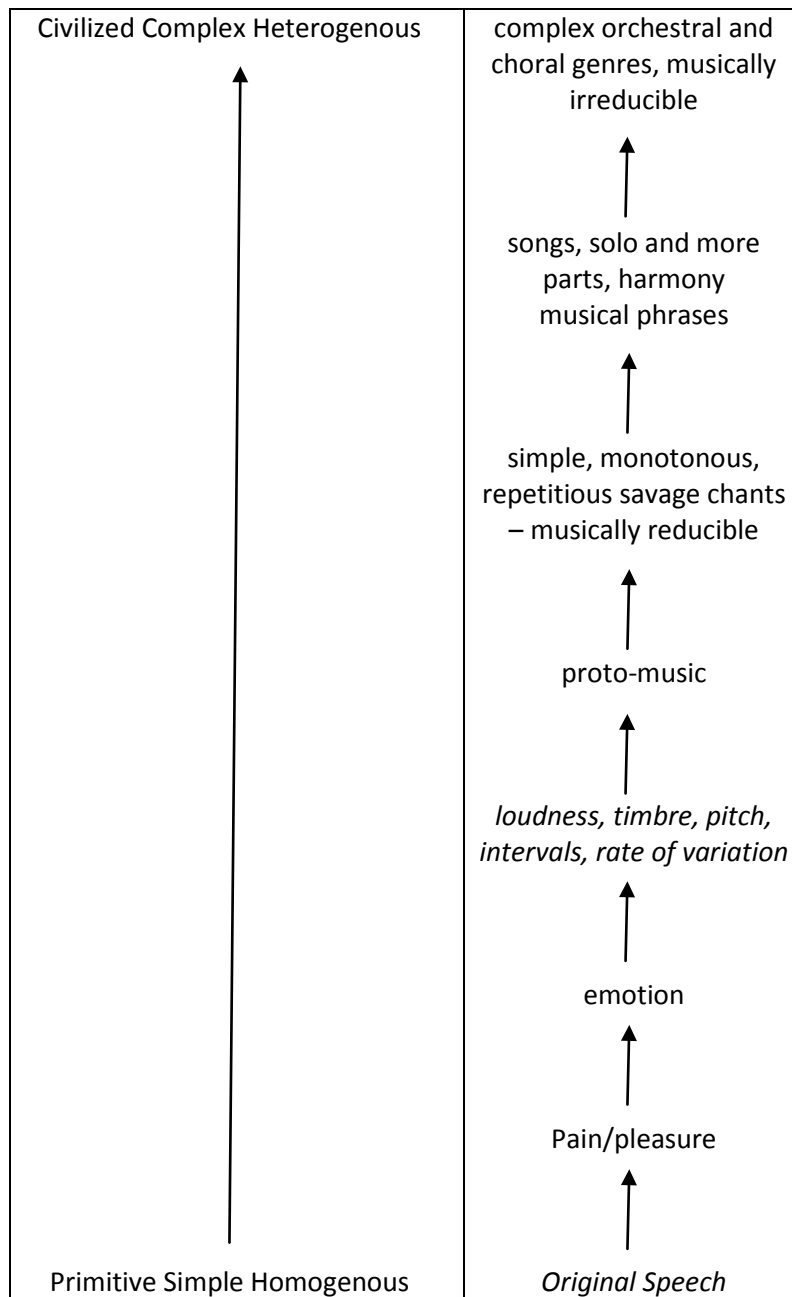 Civilized Complex Heterogenous
Primitive Simple Homogenous
complex orchestral and
choral genres, musically
irreducible
songs, solo and more
parts, harmony
musical phrases
simple, monotonous,
repetitious savage chants
– musically reducible
proto-music
loudness, timbre, pitch,
intervals, rate of variation
emotion
Pain/pleasure
Original Speech